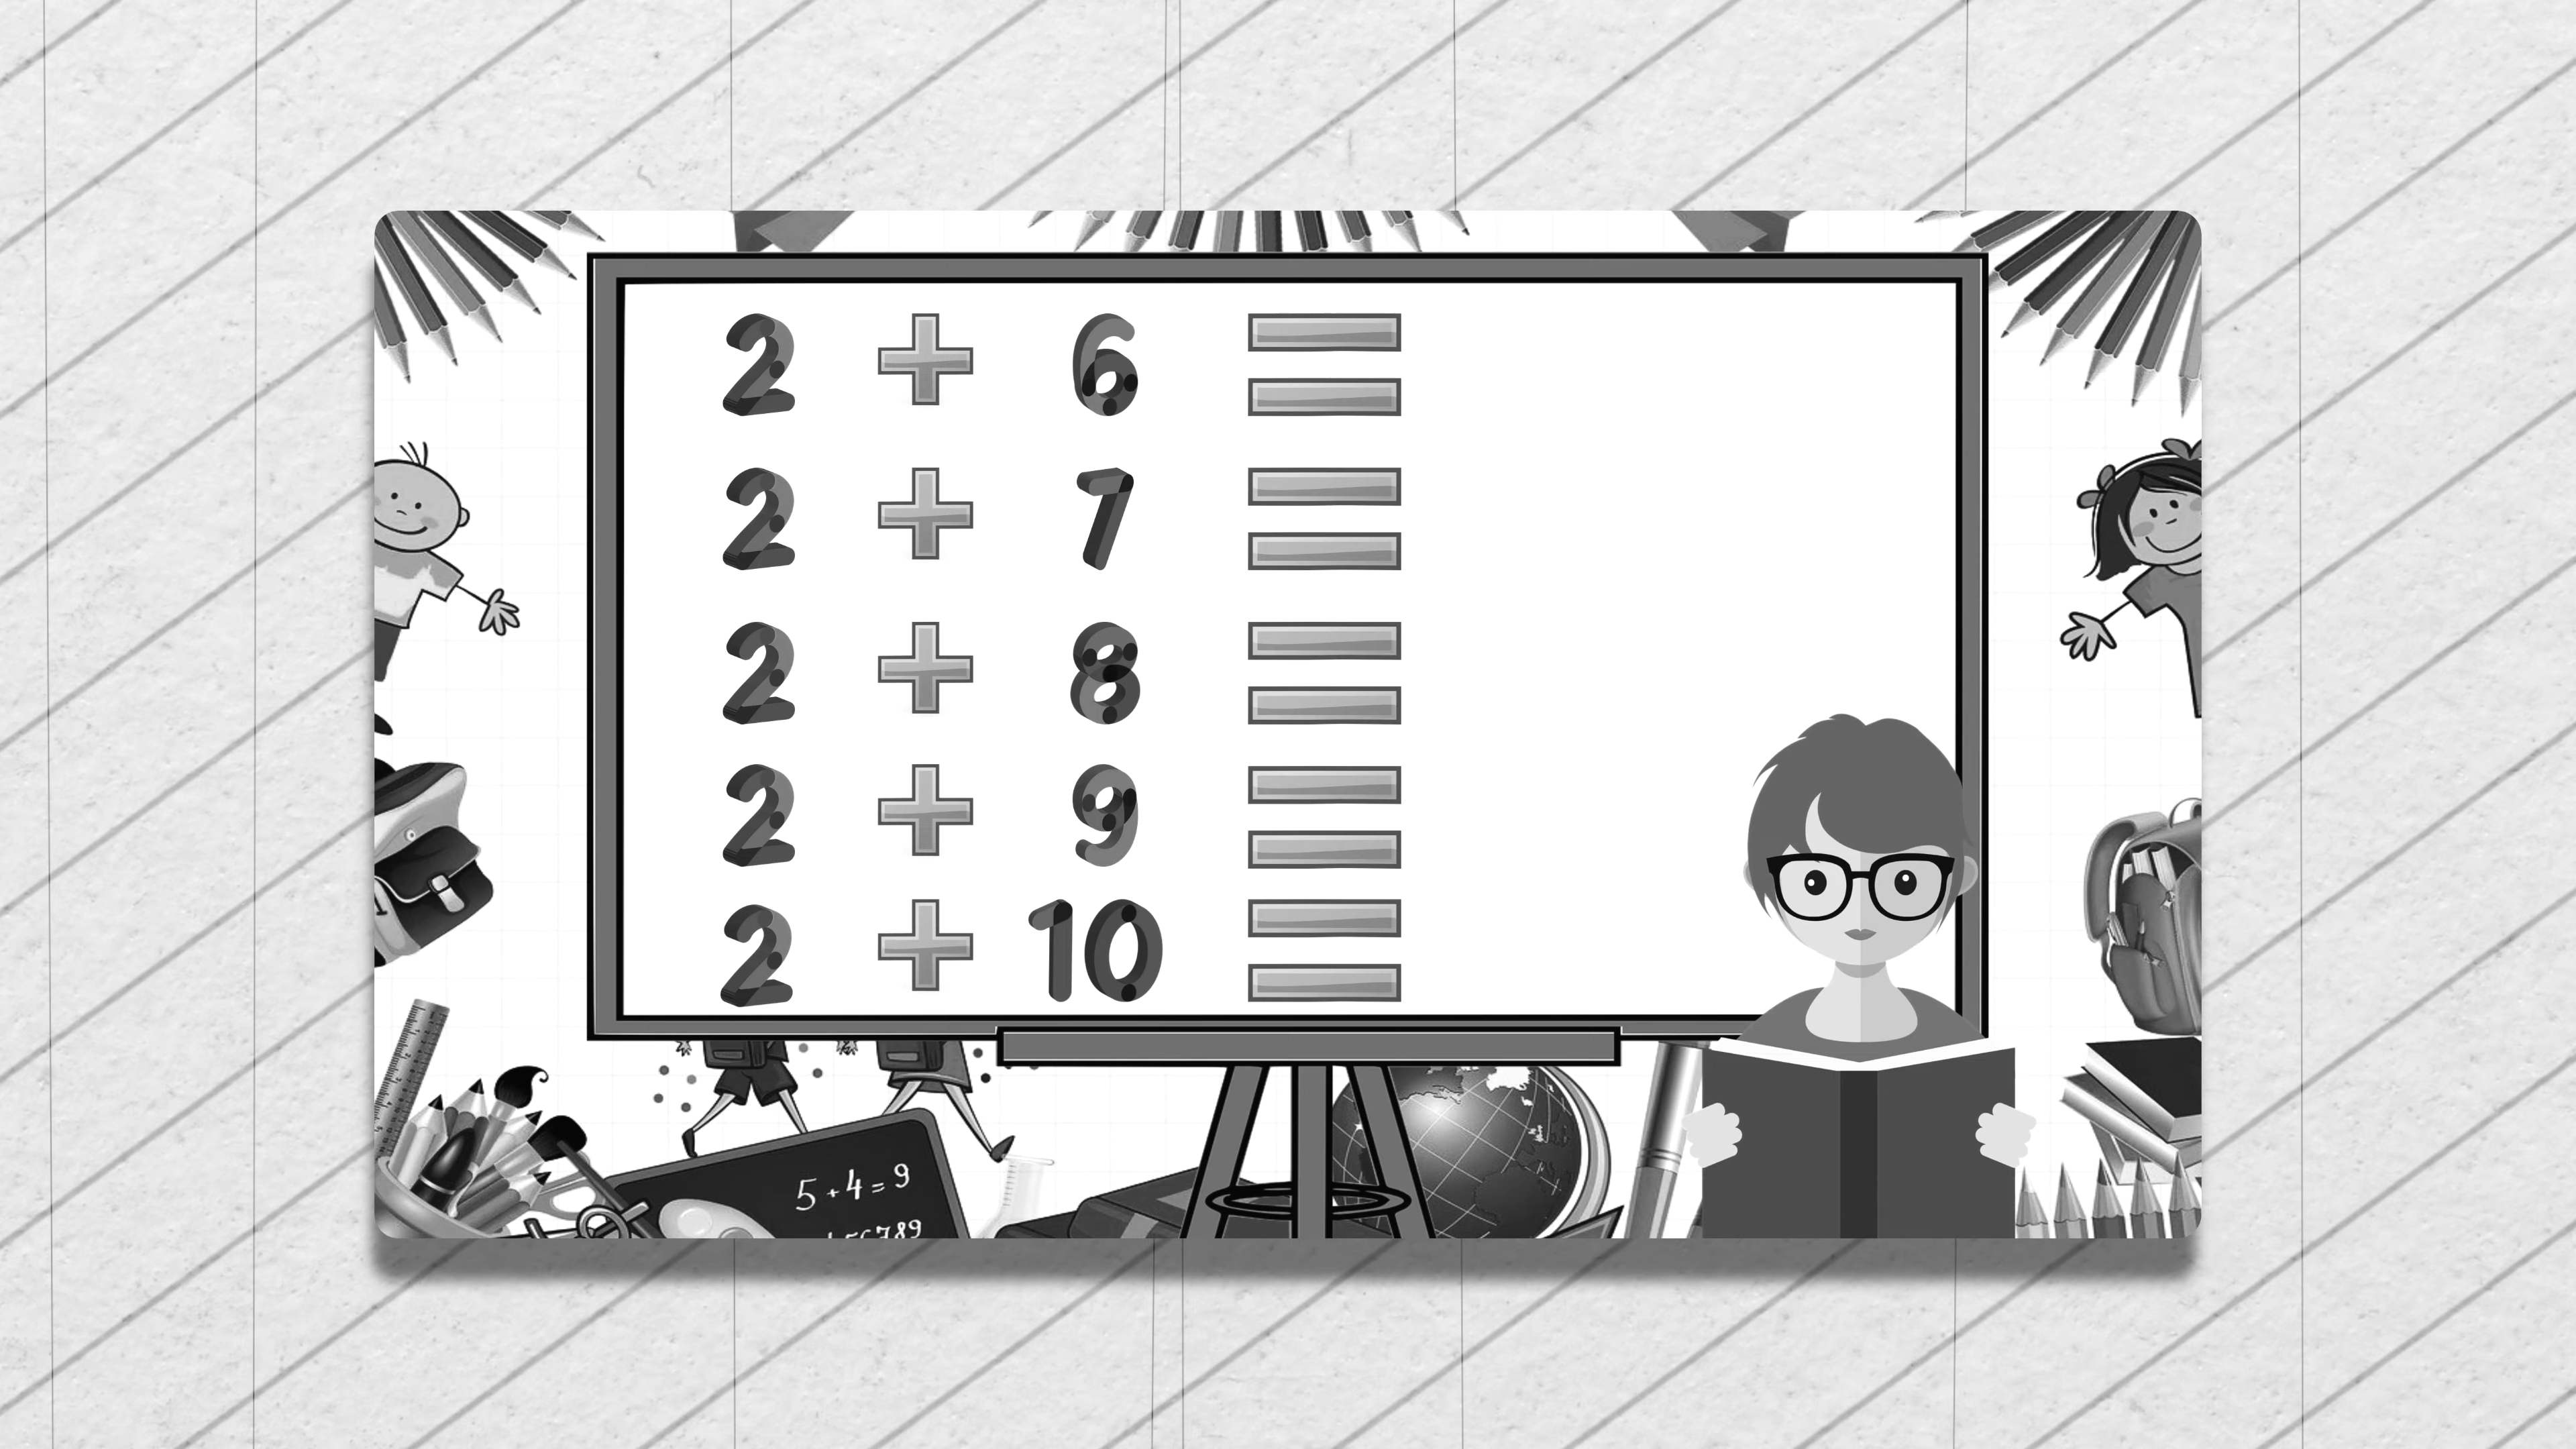 2 + 6 =
2 + 7 =
2 + 8 =
2 + 9 =
2 + 10 =
5 + 4 = 9